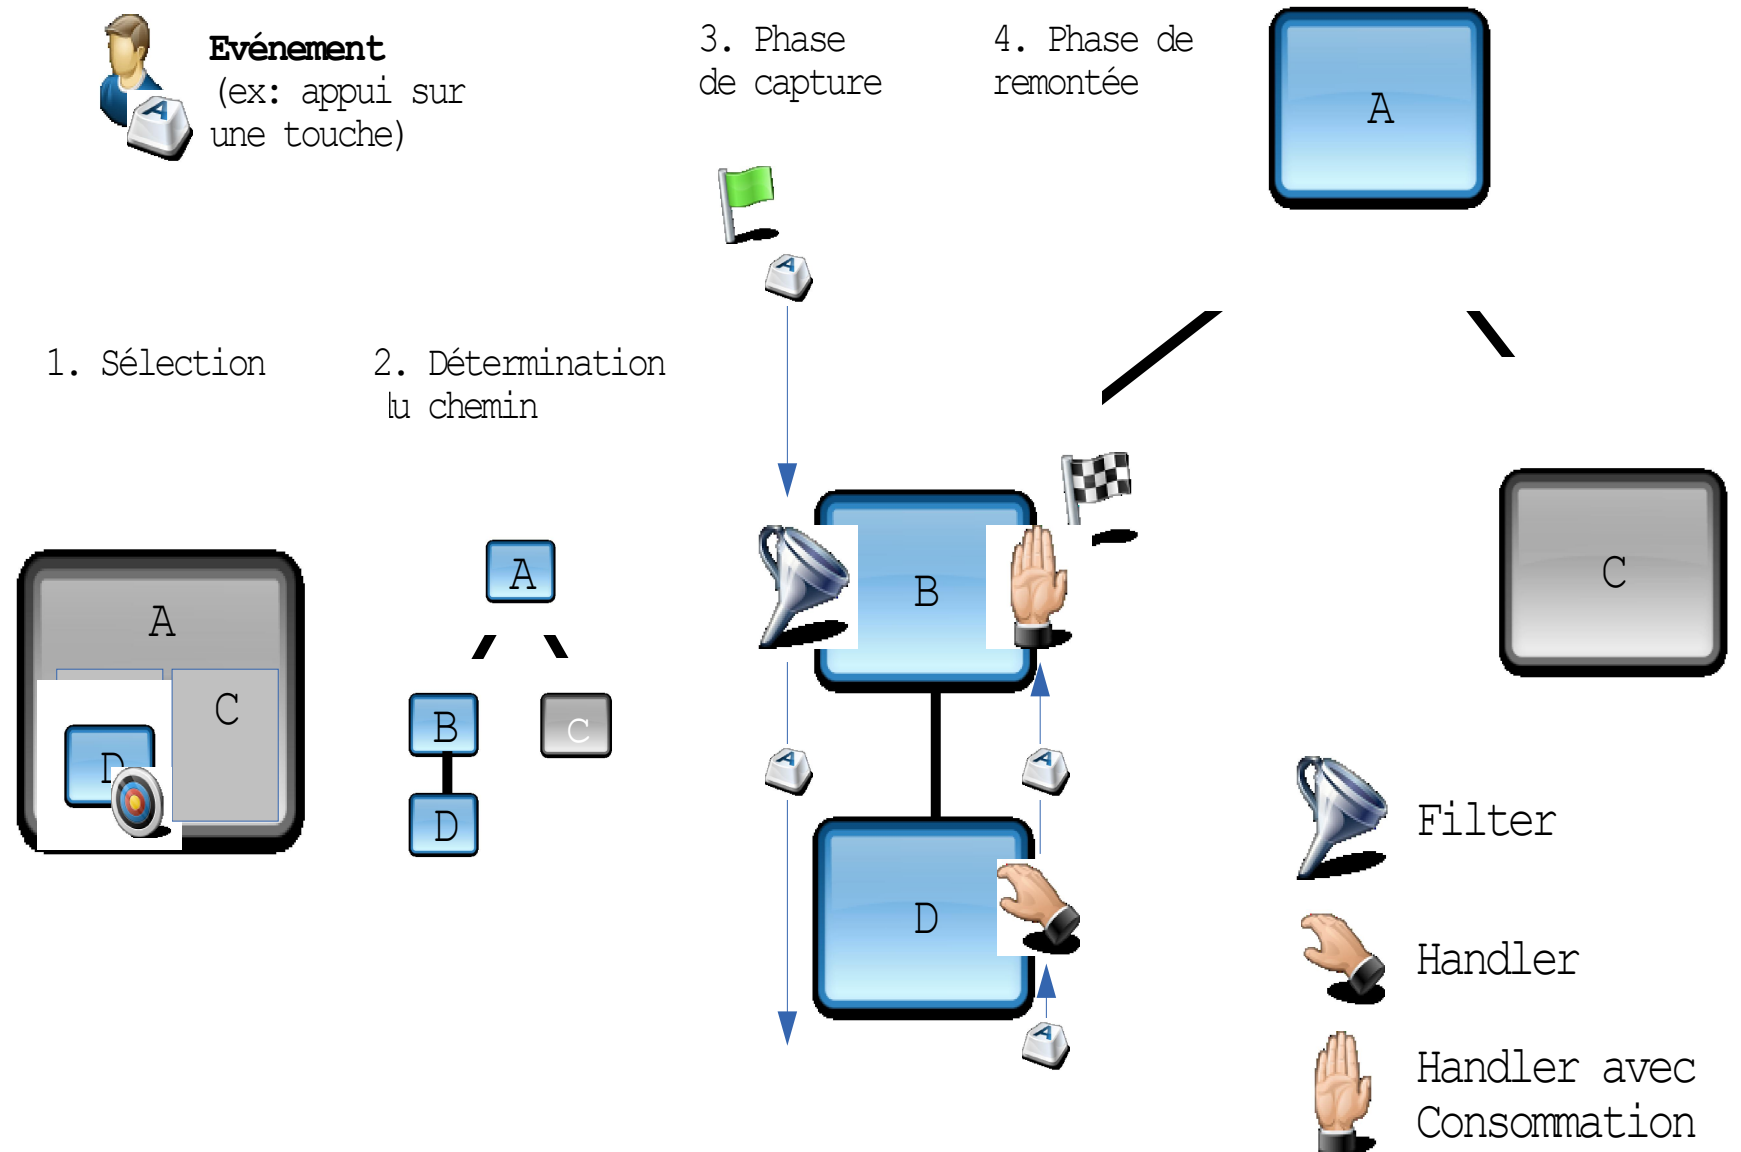 Evénement
(ex: appui sur
une touche)
3. Phase
de capture
4. Phase de
remontée
A
A
A
A
1. Sélection
2. Détermination
du chemin
A
C
D
A
B
C
D
B
C
D
A
A
A
Filter
Handler
Handler avec
Consommation